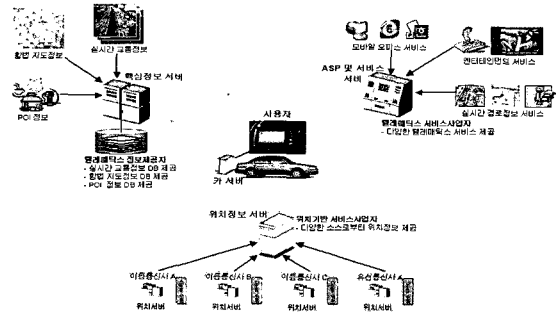 실시간 교통정보
항법 지도정보
핵심정보 서버
POI 정보
텔레매틱스 정보제공자
- 실시간 교통정보 DB 제공
- 항법 지도정보 DB 제공
- POI 정보 DB 제공
사용자
카 서버
모바일 오피스 서비스
ASP 및 서비스
서버
엔터테인먼트 서비스
실시간 경로정보 서비스
텔레매틱스 서비스사업자
- 다양한 텔레매틱스 서비스 제공
위치정보 서버
위치기반 서비스사업자
- 다양한 소스로부터 위치정보 제공
이동통신사 A
이동통신사 B
이동통신사 C
유선통신사 A
위치서버
위치서버
위치서버
위치서버